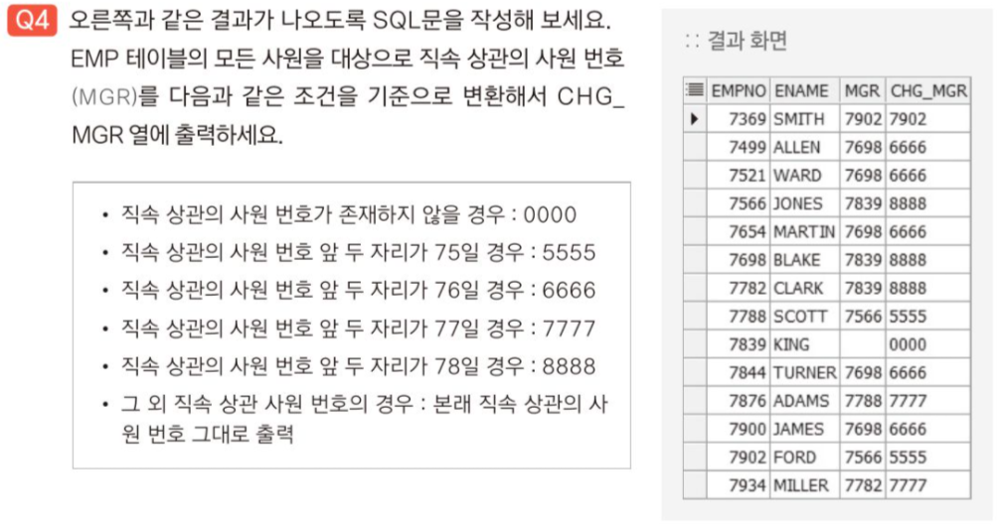 Q4 오른쪽과 같은 결과가 나오도록 SQL문을 작성해 보세요.
EMP 테이블의 모든 사원을 대상으로 직속 상관의 사원 번호
(MGR)를 다음과 같은 조건을 기준으로 변환해서 CHG_
MGR 열에 출력하세요.
• 직속 상관의 사원 번호가 존재하지 않을 경우 : 0000
• 직속 상관의 사원 번호 앞 두 자리가 75일 경우 : 5555
• 직속 상관의 사원 번호 앞 두 자리가 76일 경우 : 6666
• 직속 상관의 사원 번호 앞 두 자리가 77일 경우 : 7777
• 직속 상관의 사원 번호 앞 두 자리가 78일 경우 : 8888
• 그 외 직속 상관 사원 번호의 경우 : 본래 직속 상관의 사
원 번호 그대로 출력
:: 결과 화면
EMPNO ENAME MGR CHG_MGR
7369 SMITH 7902 7902
7499 ALLEN 7698 6666
7521 WARD 7698 6666
7566 JONES 7839 8888
7654 MARTIN 7698 6666
7698 BLAKE 7839 8888
7782 CLARK 7839 8888
7788 SCOTT 7566 5555
7839 KING 0000
7844 TURNER 7698 6666
7876 ADAMS 7788 7777
7900 JAMES 7698 6666
7902 FORD 7566 5555
7934 MILLER 7782 7777